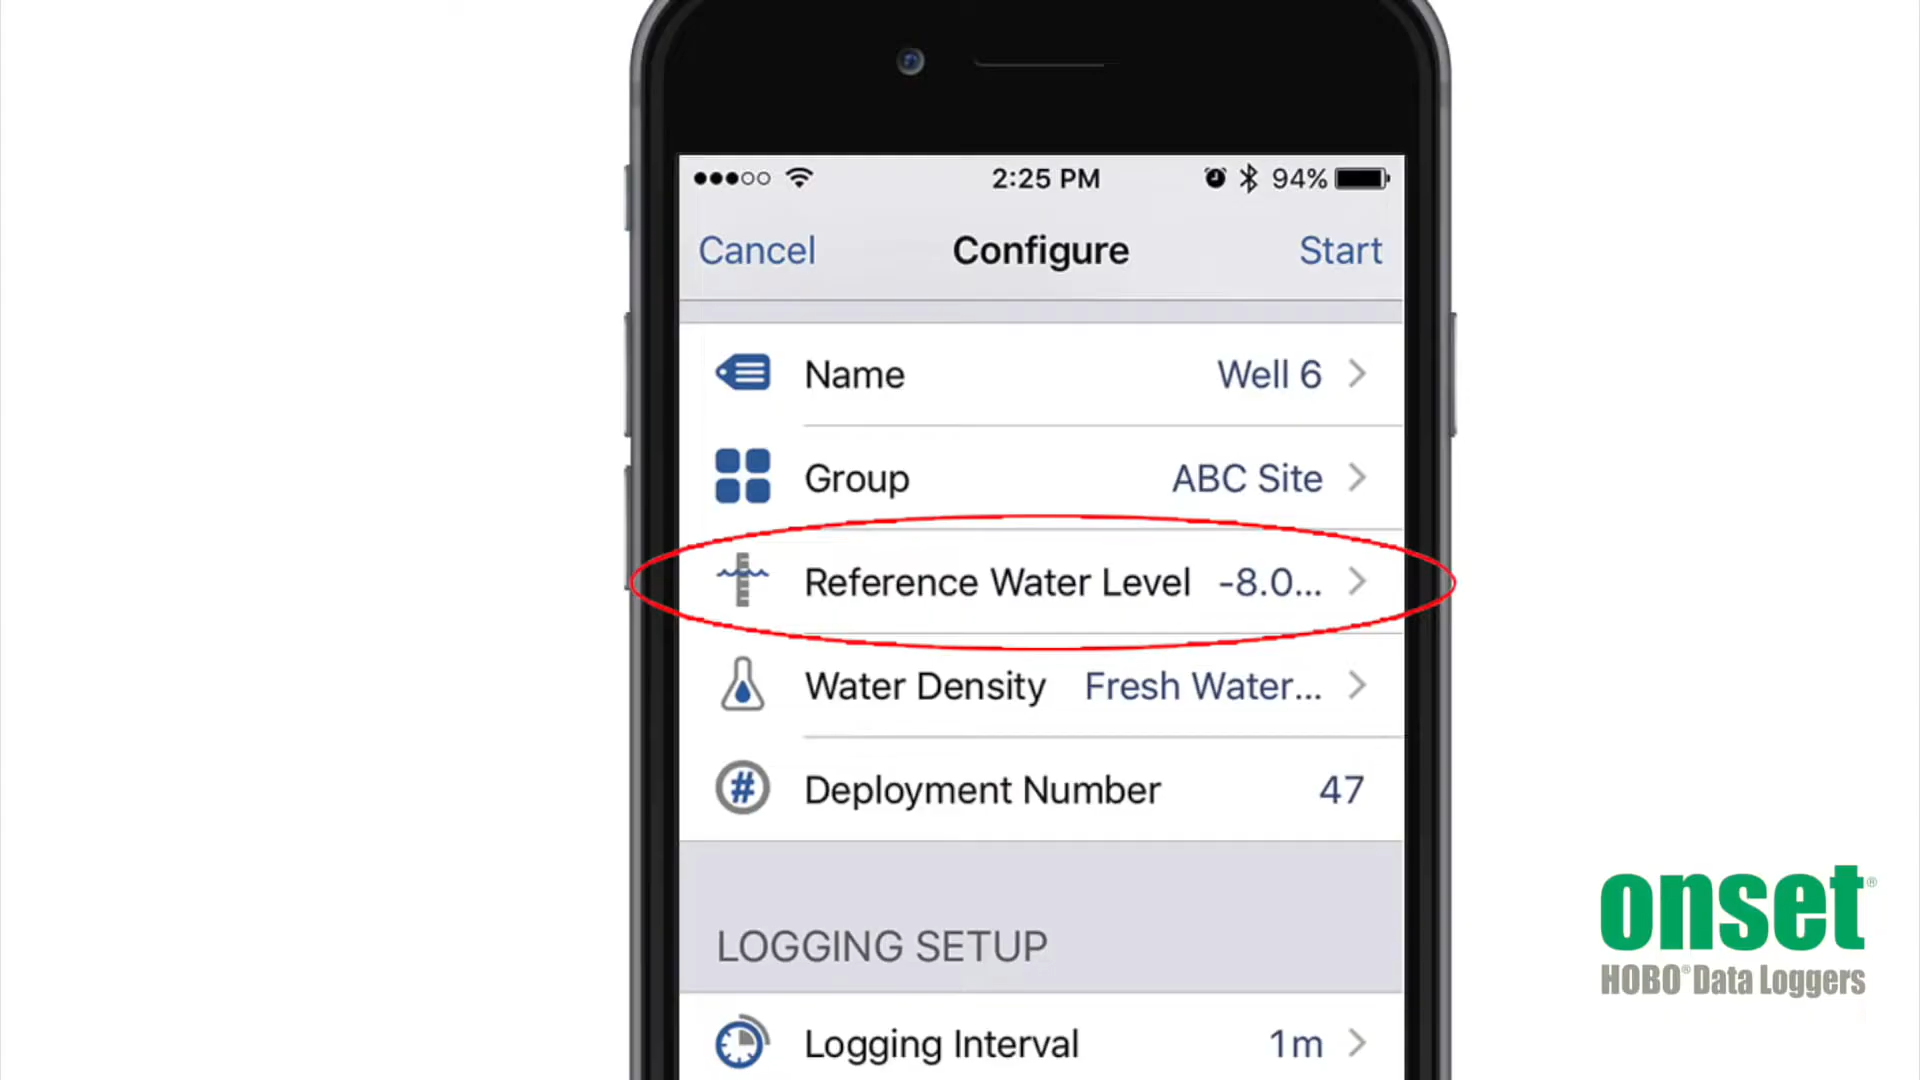 2:25 PM 94%
Cancel Configure Start
Name Well 6
Group ABC Site
Reference Water Level -8.0...
Water Density Fresh Water...
# Deployment Number 47
LOGGING SETUP
Logging Interval 1m
onset®
HOBO® Data Loggers